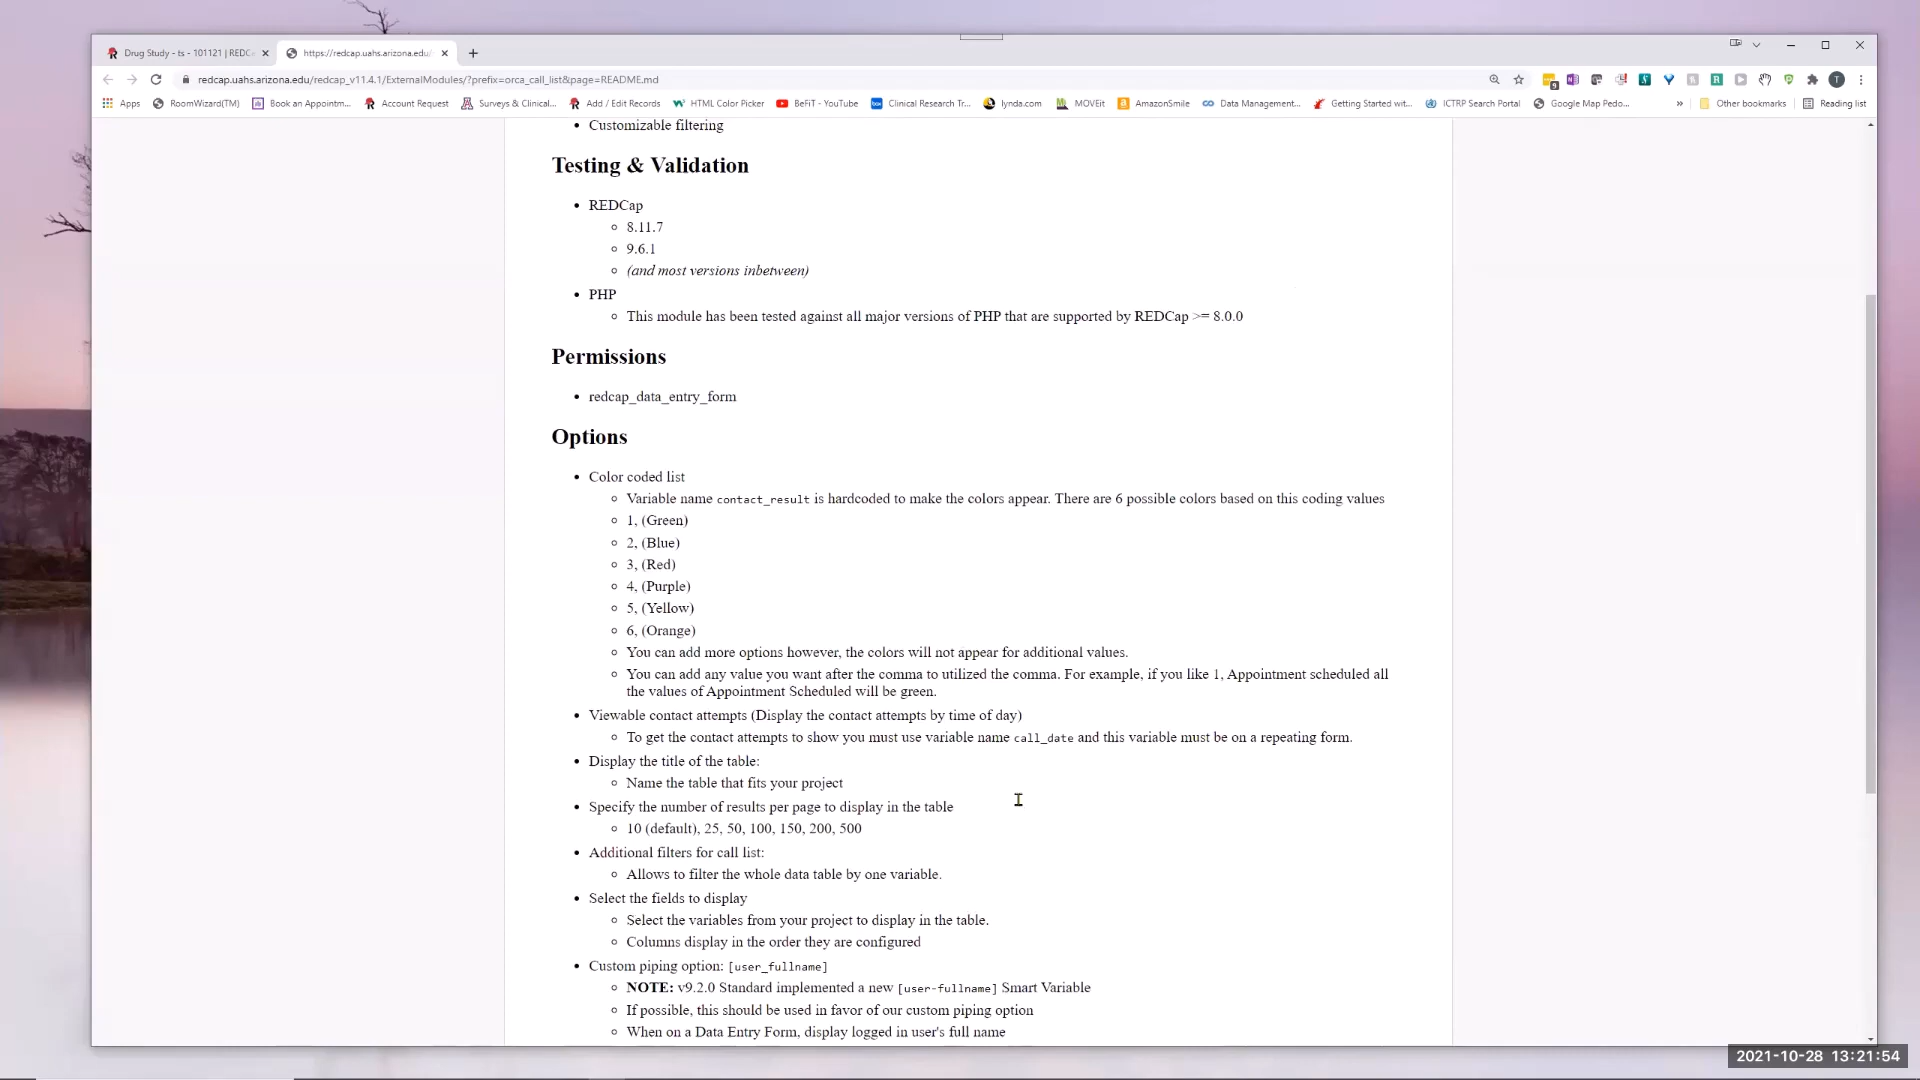 Drug Study - ts - 101121 | REDC
https://redcap.uahs.arizona.edu/
redcap.uahs.arizona.edu/redcap_v11.4.1/ExternalModules/?prefix=orca_call_list&page=README.md
Apps RoomWizard(TM) Book an Appointm... Account Request Surveys & Clinical... Add / Edit Records HTML Color Picker BeFiT - YouTube Clinical Research Tr... lynda.com MOVEit AmazonSmile Data Management... Getting Started wit... ICTRP Search Portal Google Map Pedo... » Other bookmarks Reading list
• Customizable filtering
Testing & Validation
• REDCap
◦ 8.11.7
◦ 9.6.1
◦ (and most versions inbetween)
• PHP
◦ This module has been tested against all major versions of PHP that are supported by REDCap >= 8.0.0
Permissions
• redcap_data_entry_form
Options
• Color coded list
◦ Variable name contact_result is hardcoded to make the colors appear. There are 6 possible colors based on this coding values
◦ 1, (Green)
◦ 2, (Blue)
◦ 3, (Red)
◦ 4, (Purple)
◦ 5, (Yellow)
◦ 6, (Orange)
◦ You can add more options however, the colors will not appear for additional values.
◦ You can add any value you want after the comma to utilized the comma. For example, if you like 1, Appointment scheduled all
the values of Appointment Scheduled will be green.
• Viewable contact attempts (Display the contact attempts by time of day)
◦ To get the contact attempts to show you must use variable name call_date and this variable must be on a repeating form.
• Display the title of the table:
◦ Name the table that fits your project
• Specify the number of results per page to display in the table
◦ 10 (default), 25, 50, 100, 150, 200, 500
• Additional filters for call list:
◦ Allows to filter the whole data table by one variable.
• Select the fields to display
◦ Select the variables from your project to display in the table.
◦ Columns display in the order they are configured
• Custom piping option: [user_fullname]
◦ NOTE: v9.2.0 Standard implemented a new [user-fullname] Smart Variable
◦ If possible, this should be used in favor of our custom piping option
◦ When on a Data Entry Form, display logged in user's full name
2021-10-28 13:21:54